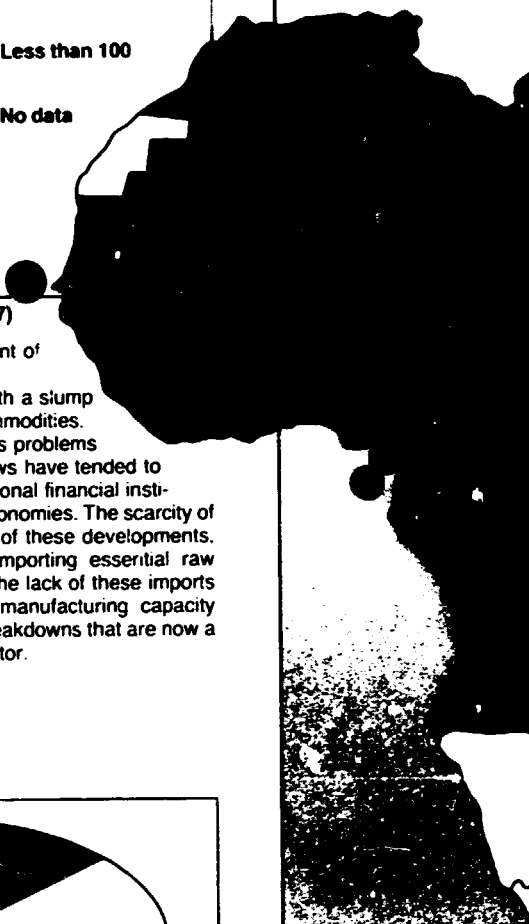 Less than 100
No data
7)
nt of
th a slump
modities.
s problems
ws have tended to
onal financial insti-
onomies. The scarcity of
of these developments.
mporting essential raw
he lack of these imports
manufacturing capacity
eakdowns that are now a
tor.